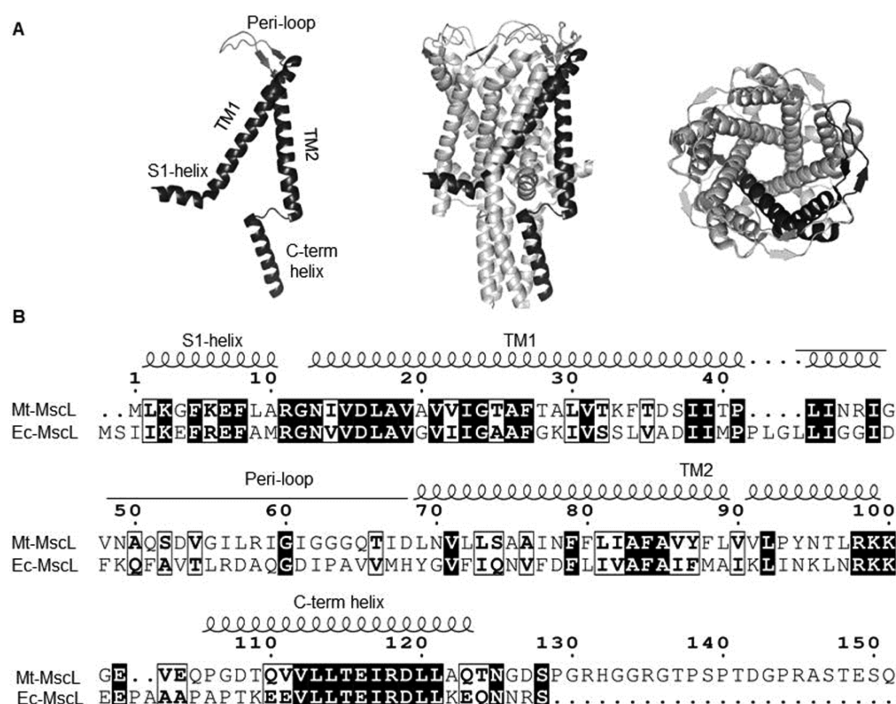 A
Peri-loop
TM1
TM2
S1-helix
C-term
helix
B
S1-helix TM1
....
1 10 20 30 40
Mt-MscL ..MLKGFKEFLARGNIVDLAVAVVIGTAFTALVTKFTDSIITP....LINRIG
Ec-MscL MSIIKEFREFAMRGNVVDLAVGVIIGAAFGKIVSSLVADIIMPPLGLLIGGID
Peri-loop TM2
50 60 70 80 90 100
Mt-MscL VNAQSDVGILRIGIGGGQTIDLNVLLSAAINFFLIAFAVYFLVVLPYNTLRKK
Ec-MscL FKQFAVTLRDAQGDIPAVVMHYGVFIQNVFDFLIVAFAIFMAIKLINKLNRKK
C-term helix
110 120 130 140 150
Mt-MscL GE..VEQPGDTQVVLLTEIRDLLAQTNGDSPGRHGGRGTPSPTDGPRASTESQ
Ec-MscL EEPAAAPAPTKEEVLLTEIRDLLKEQNNRS.......................